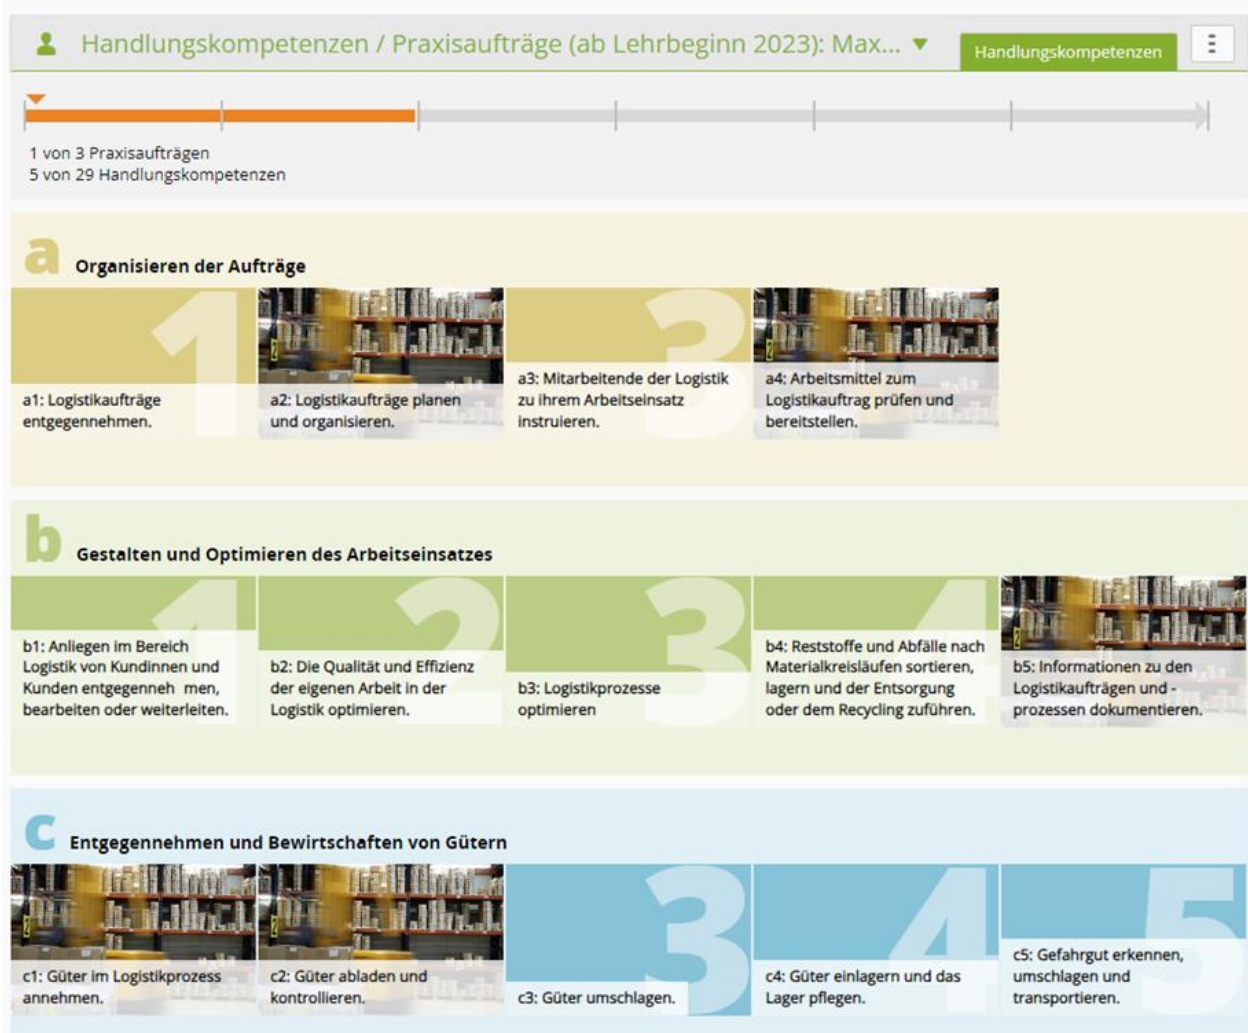 Handlungskompetenzen / Praxisaufträge (ab Lehrbeginn 2023): Max...
Handlungskompetenzen
1 von 3 Praxisaufträgen
5 von 29 Handlungskompetenzen
a
Organisieren der Aufträge
1
a1: Logistikaufträge
entgegennehmen.
a2: Logistikaufträge planen
und organisieren.
3
a3: Mitarbeitende der Logistik
zu ihrem Arbeitseinsatz
instruieren.
a4: Arbeitsmittel zum
Logistikauftrag prüfen und
bereitstellen.
b
Gestalten und Optimieren des Arbeitseinsatzes
1
b1: Anliegen im Bereich
Logistik von Kundinnen und
Kunden entgegenneh men,
bearbeiten oder weiterleiten.
2
b2: Die Qualität und Effizienz
der eigenen Arbeit in der
Logistik optimieren.
3
b3: Logistikprozesse
optimieren
4
b4: Reststoffe und Abfälle nach
Materialkreisläufen sortieren,
lagern und der Entsorgung
oder dem Recycling zuführen.
b5: Informationen zu den
Logistikaufträgen und -
prozessen dokumentieren.
c
Entgegennehmen und Bewirtschaften von Gütern
c1: Güter im Logistikprozess
annehmen.
c2: Güter abladen und
kontrollieren.
3
c3: Güter umschlagen.
4
c4: Güter einlagern und das
Lager pflegen.
5
c5: Gefahrgut erkennen,
umschlagen und
transportieren.